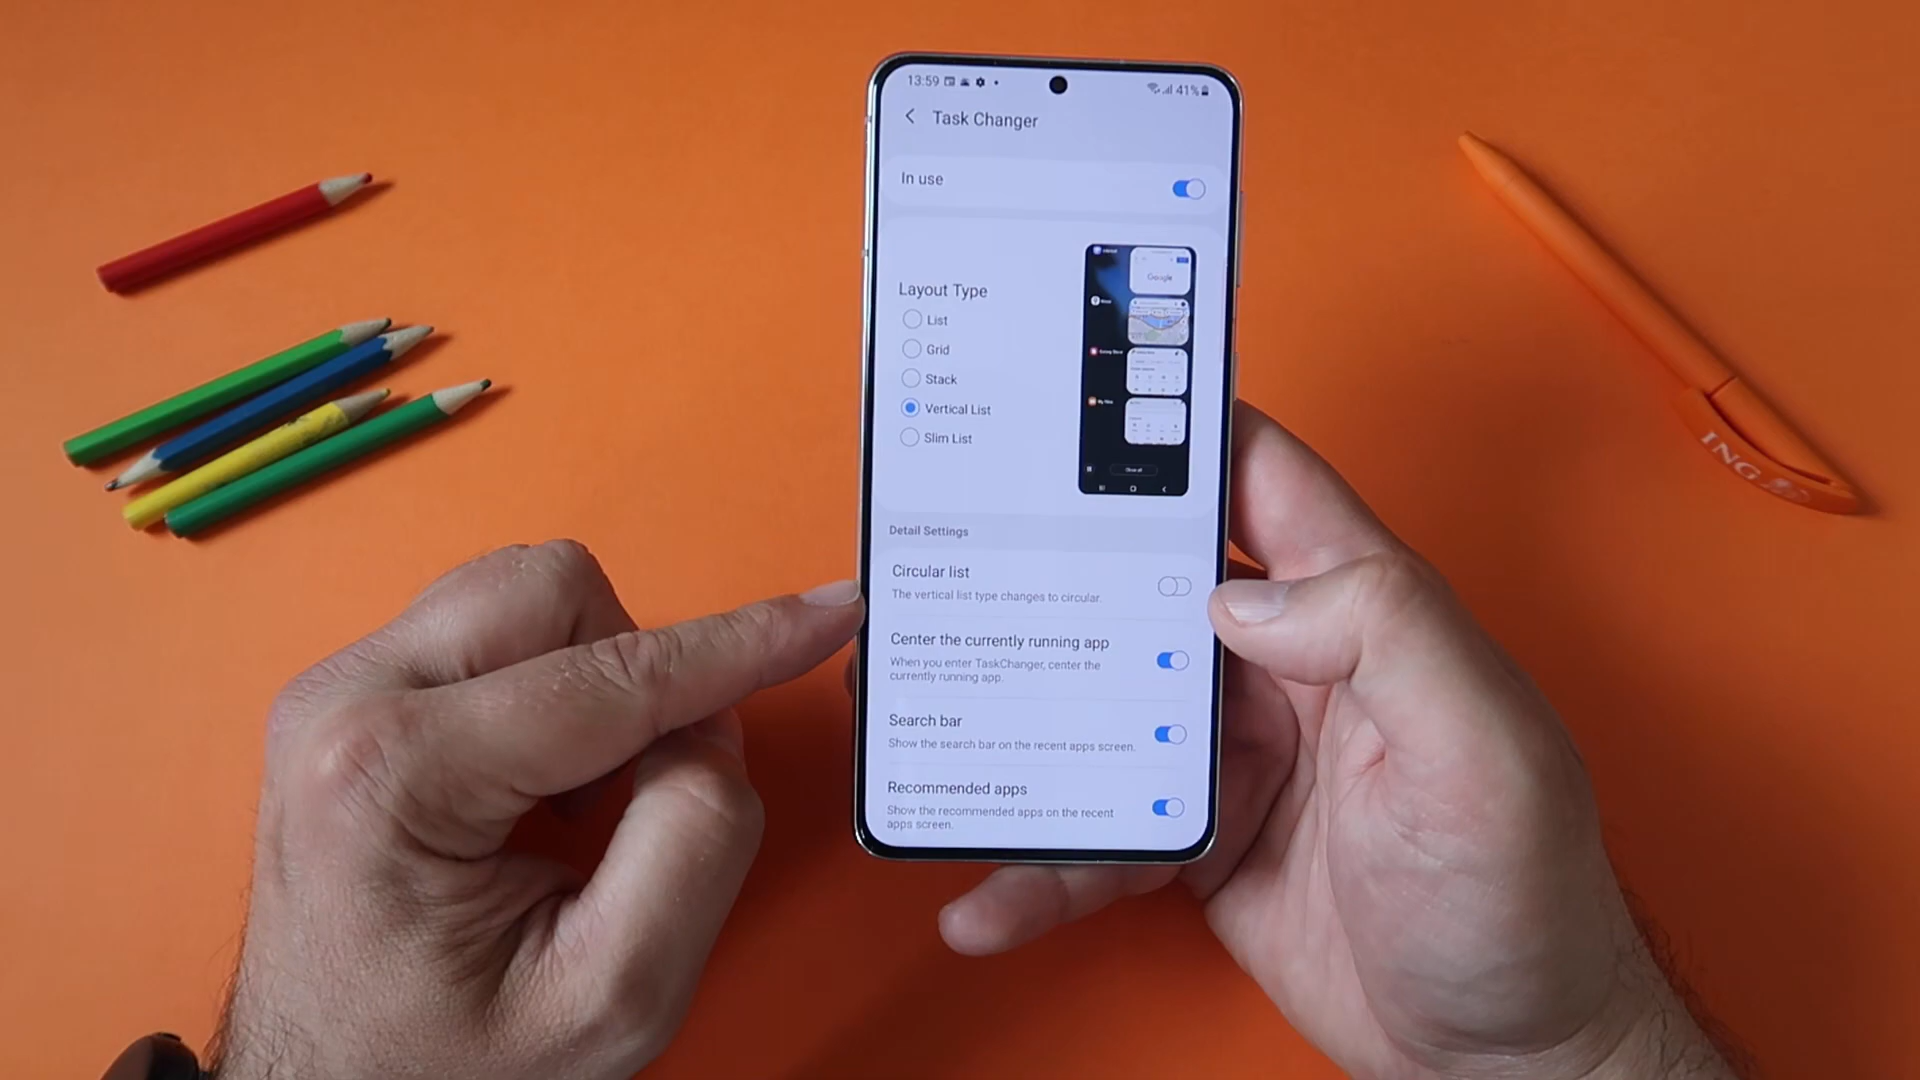 13:59
41%
Task Changer
In use
Layout Type
List
Grid
Stack
Vertical List
Slim List
Google
Close all
Detail Settings
Circular list
The vertical list type changes to circular.
Center the currently running app
When you enter TaskChanger, center the
currently running app.
Search bar
Show the search bar on the recent apps screen.
Recommended apps
Show the recommended apps on the recent
apps screen.
ING